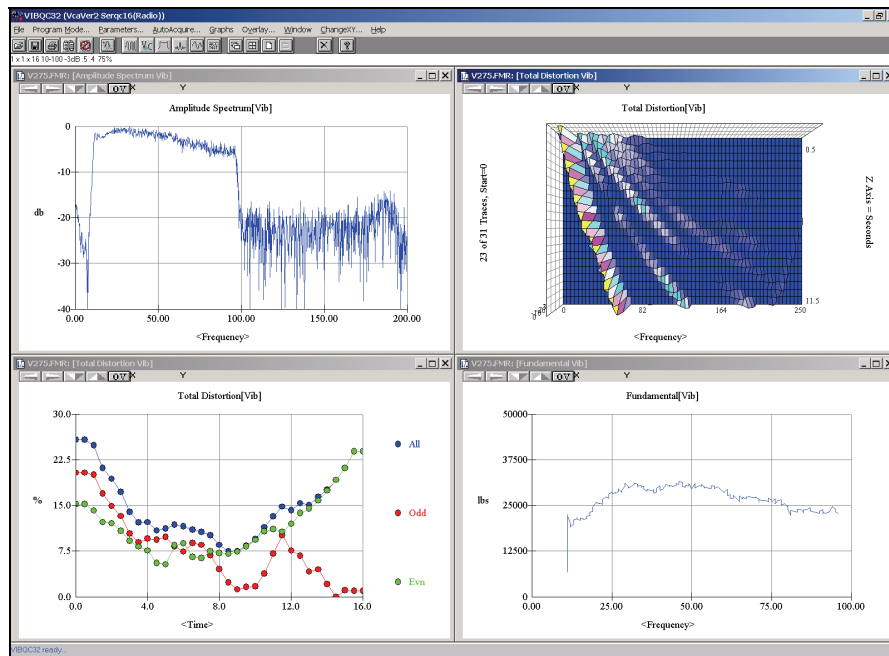 VIBQC32 (VcaVer2 Serqc16(Radio))
File Program Mode... Parameters... AutoAcquire... Graphs Overlay... Window ChangeXY... Help
1 x 1 x 16 10-100 -3dB .5 .4 75%
V275.FMR: [Amplitude Spectrum Vib]
X Y
Amplitude Spectrum[Vib]
0
-10
db
-20
-30
-40
0.00 50.00 100.00 150.00 200.00
<Frequency>
V275.FMR: [Total Distortion Vib]
X Y
Total Distortion[Vib]
23 of 31 Traces, Start=0
0.5
Z Axis = Seconds
11.5
0 82 164 250
<Frequency>
V275.FMR: [Total Distortion Vib]
X Y
Total Distortion[Vib]
30.0
22.5
%
15.0
7.5
0.0
0.0 4.0 8.0 12.0 16.0
<Time>
All
Odd
Evn
V275.FMR: [Fundamental Vib]
X Y
Fundamental[Vib]
50000
37500
lbs
25000
12500
0
0.00 25.00 50.00 75.00 100.00
<Frequency>
VIBQC32 ready...